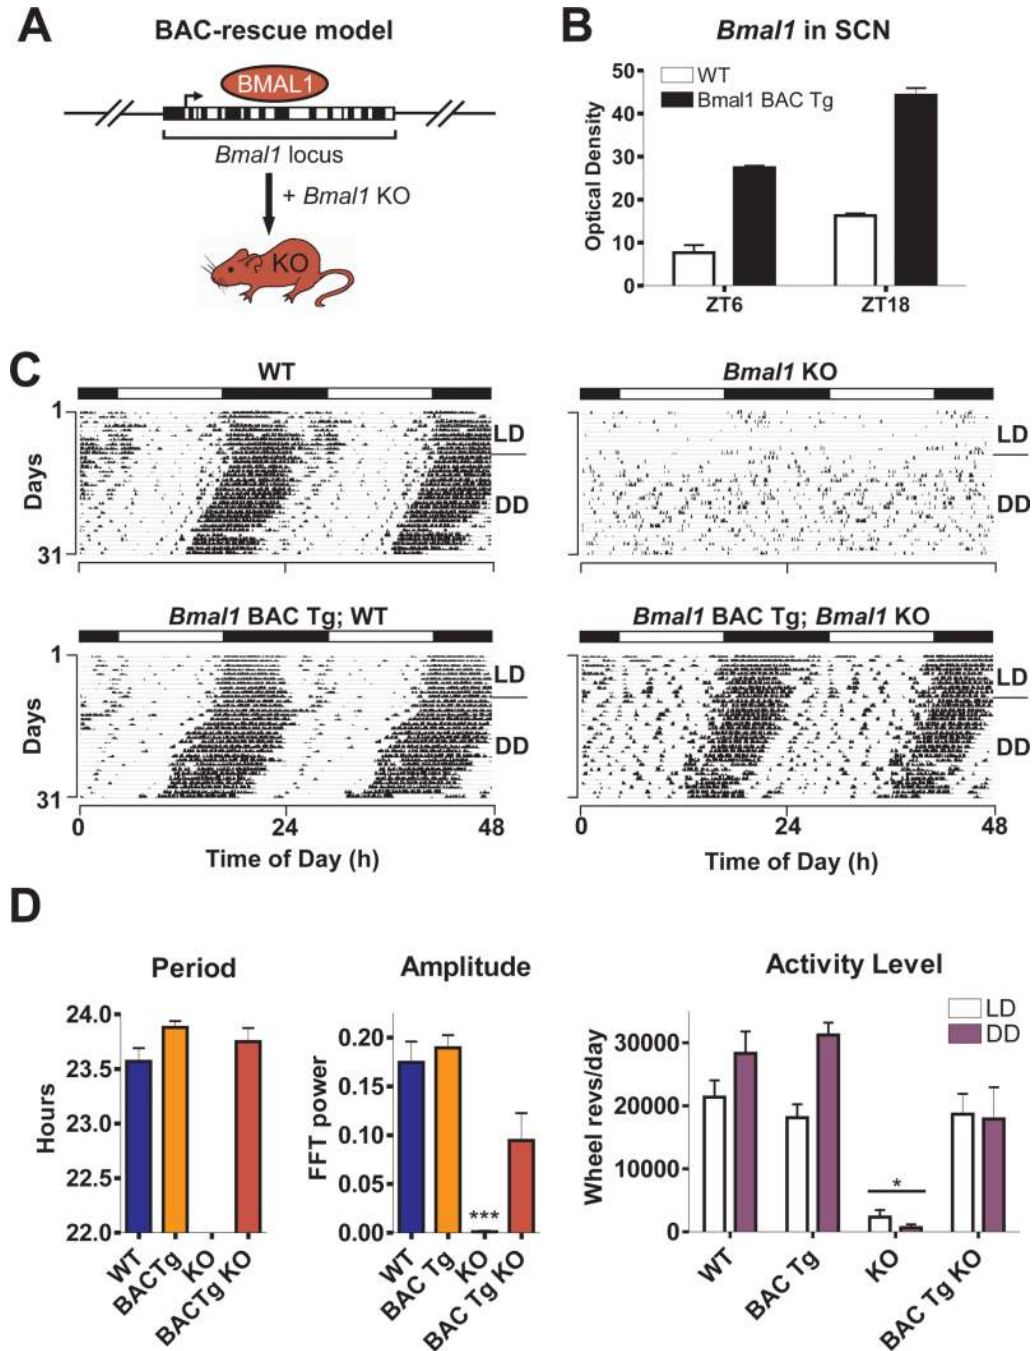 A
BAC-rescue model
BMAL1
Bmal1 locus
+ Bmal1 KO
KO
B
Bmal1 in SCN
WT
Bmal1 BAC Tg
Optical Density
50
40
30
20
10
0
ZT6
ZT18
C
WT
Bmal1 KO
1
Days
31
LD
DD
LD
DD
Bmal1 BAC Tg; WT
Bmal1 BAC Tg; Bmal1 KO
1
Days
31
LD
DD
LD
DD
0
24
48
0
24
48
Time of Day (h)
Time of Day (h)
D
Period
Hours
24.0
23.5
23.0
22.5
22.0
WT
BACTg
KO
BACTg KO
Amplitude
FFT power
0.20
0.15
0.10
0.05
0.00
***
WT
BAC Tg
KO
BAC Tg KO
Activity Level
LD
DD
Wheel revs/day
30000
20000
10000
0
*
WT
BAC Tg
KO
BAC Tg KO